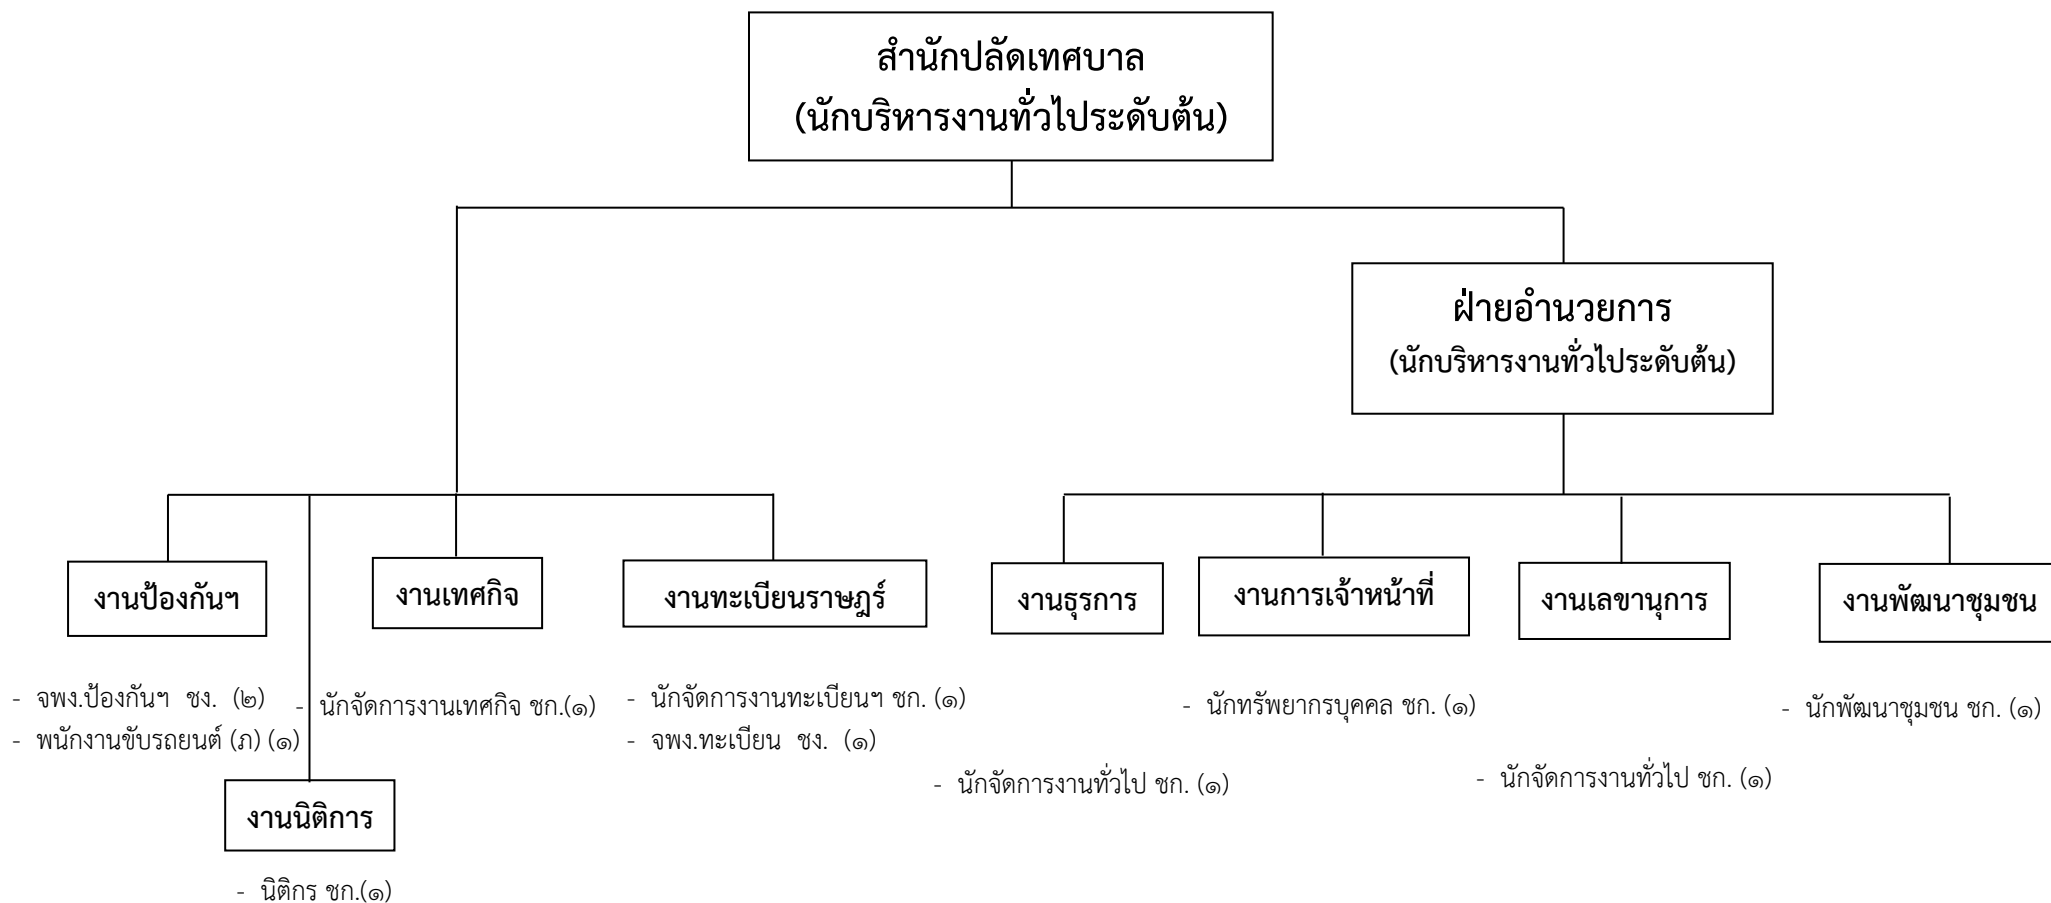 สำนักปลัดเทศบาล
(นักบริหารงานทั่วไประดับต้น)
ฝ่ายอำนวยการ
(นักบริหารงานทั่วไประดับต้น)
งานป้องกันฯ
งานเทศกิจ
งานทะเบียนราษฎร์
งานธุรการ
งานการเจ้าหน้าที่
งานเลขานุการ
งานพัฒนาชุมชน
- จพง.ป้องกันฯ ชง. (๒)
- พนักงานขับรถยนต์ (ภ) (๑)
- นักจัดการงานเทศกิจ ชก.(๑)
- นักจัดการงานทะเบียนฯ ชก. (๑)
- จพง.ทะเบียน ชง. (๑)
- นักจัดการงานทั่วไป ชก. (๑)
- นักทรัพยากรบุคคล ชก. (๑)
- นักจัดการงานทั่วไป ชก. (๑)
- นักพัฒนาชุมชน ชก. (๑)
งานนิติการ
- นิติกร ชก.(๑)